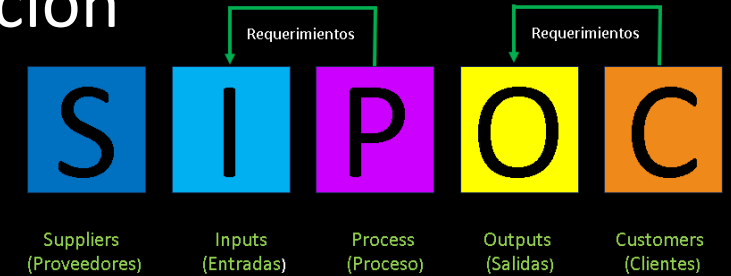 ción
Requerimientos Requerimientos
S I P O C
Suppliers Inputs Process Outputs Customers
(Proveedores) (Entradas) (Proceso) (Salidas) (Clientes)